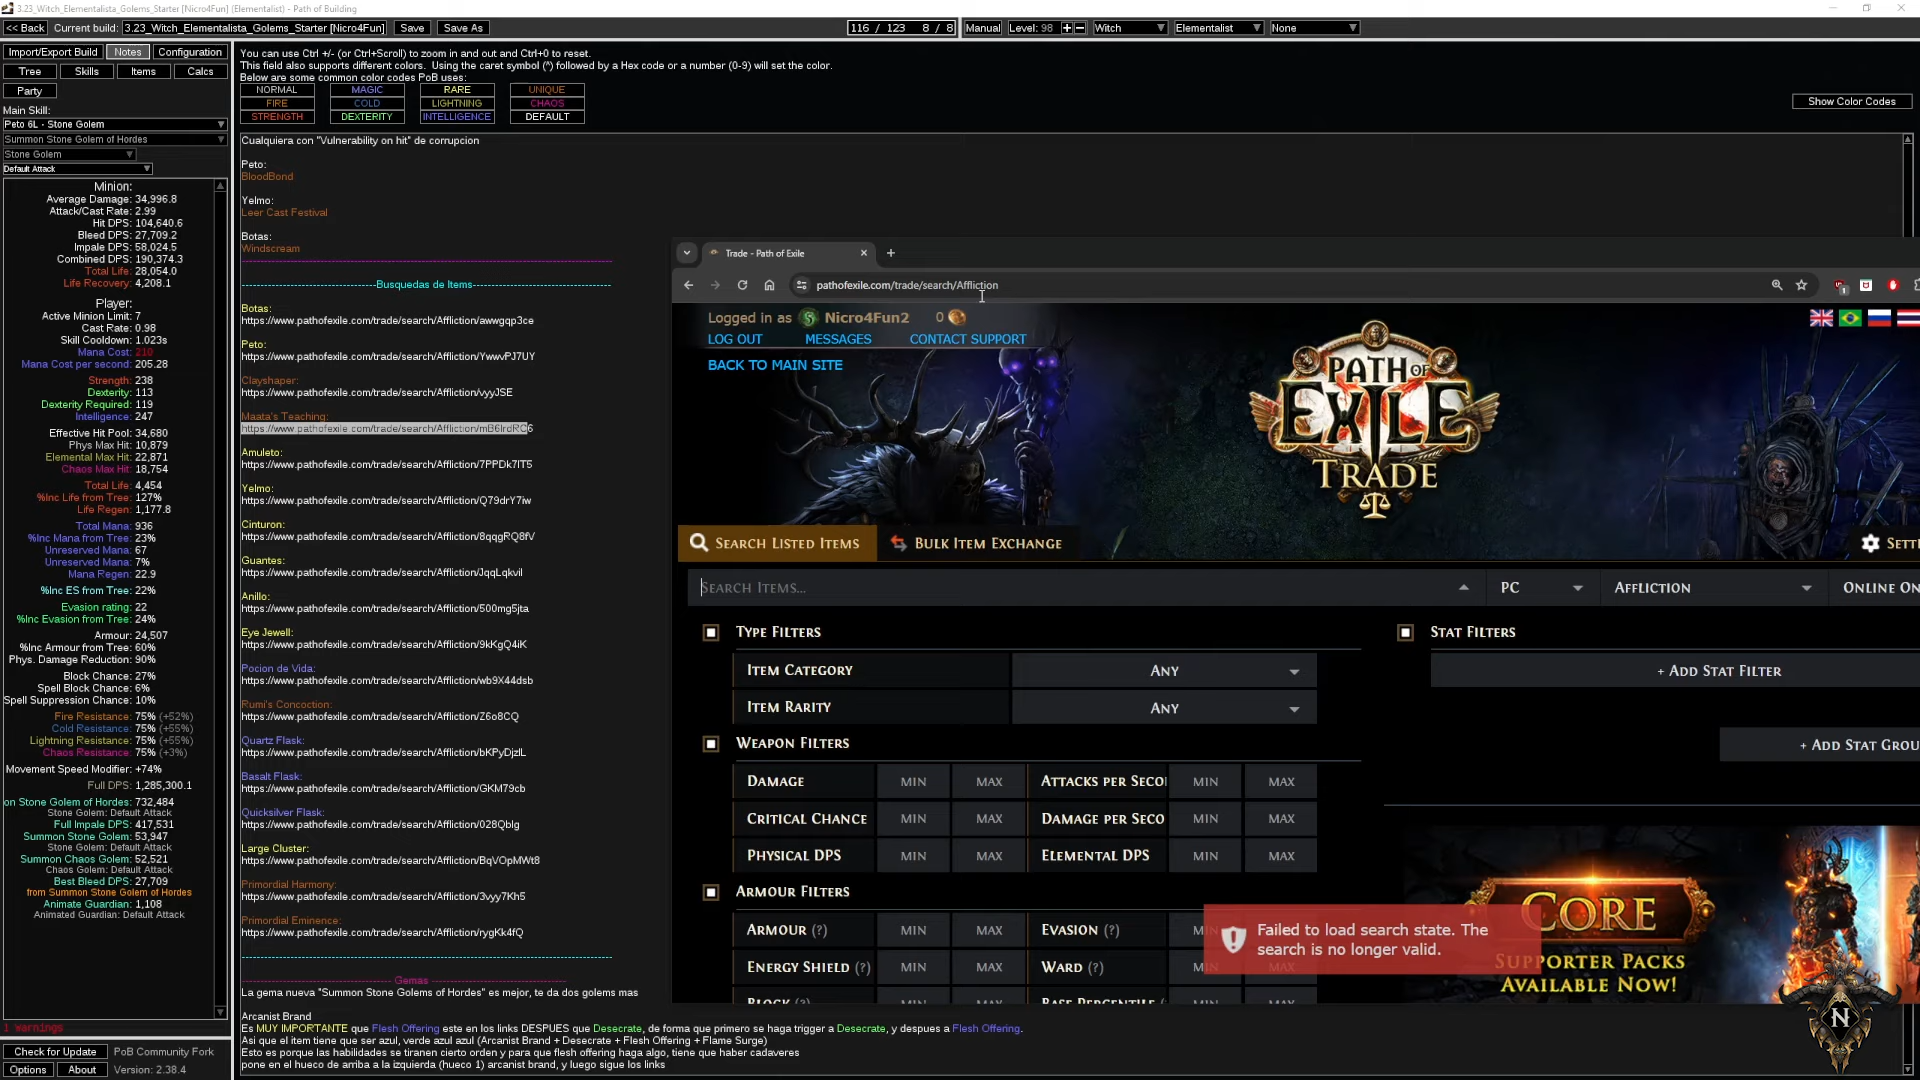 3.23_Witch_Elementalista_Golems_Starter [Nicro4Fun] (Elementalist) - Path of Building
<< Back
Current build:
3.23_Witch_Elementalista_Golems_Starter [Nicro4Fun]
Save
Save As
116 / 123 8 / 8
Manual
Level: 98
Witch
Elementalist
None
Import/Export Build
Notes
Configuration
Tree
Skills
Items
Calcs
Party
Main Skill:
Peto 6L - Stone Golem
Summon Stone Golem of Hordes
Stone Golem
Default Attack
Minion:
Average Damage: 34,996.8
Attack/Cast Rate: 2.99
Hit DPS: 104,640.6
Bleed DPS: 27,709.2
Impale DPS: 58,024.5
Combined DPS: 190,374.3
Total Life: 28,054.0
Life Recovery: 4,208.1
Player:
Active Minion Limit: 7
Cast Rate: 0.98
Skill Cooldown: 1.023s
Mana Cost: 210
Mana Cost per second: 205.28
Strength: 238
Dexterity: 113
Dexterity Required: 119
Intelligence: 247
Effective Hit Pool: 34,680
Phys Max Hit: 10,879
Elemental Max Hit: 22,871
Chaos Max Hit: 18,754
Total Life: 4,454
%Inc Life from Tree: 127%
Life Regen: 1,177.8
Total Mana: 936
%Inc Mana from Tree: 23%
Unreserved Mana: 67
Unreserved Mana: 7%
Mana Regen: 22.9
%Inc ES from Tree: 22%
Evasion rating: 22
%Inc Evasion from Tree: 24%
Armour: 24,507
%Inc Armour from Tree: 60%
Phys. Damage Reduction: 90%
Block Chance: 27%
Spell Block Chance: 6%
Spell Suppression Chance: 10%
Fire Resistance: 75% (+52%)
Cold Resistance: 75% (+55%)
Lightning Resistance: 75% (+55%)
Chaos Resistance: 75% (+3%)
Movement Speed Modifier: +74%
Full DPS: 1,285,300.1
on Stone Golem of Hordes: 732,484
Stone Golem: Default Attack
Full Impale DPS: 417,531
Summon Stone Golem: 53,947
Stone Golem: Default Attack
Summon Chaos Golem: 52,521
Chaos Golem: Default Attack
Best Bleed DPS: 27,709
from Summon Stone Golem of Hordes
Animate Guardian: 1,108
Animated Guardian: Default Attack
1 Warnings
Check for Update
PoB Community Fork
Options
About
Version: 2.38.4
You can use Ctrl +/- (or Ctrl+Scroll) to zoom in and out and Ctrl+0 to reset.
This field also supports different colors. Using the caret symbol (^) followed by a Hex code or a number (0-9) will set the color.
Below are some common color codes PoB uses:
NORMAL MAGIC RARE UNIQUE
FIRE COLD LIGHTNING CHAOS
STRENGTH DEXTERITY INTELLIGENCE DEFAULT
Show Color Codes
Cualquiera con "Vulnerability on hit" de corrupcion
Peto:
BloodBond
Yelmo:
Leer Cast Festival
Botas:
Windscream
Busquedas de Items
Botas:
https://www.pathofexile.com/trade/search/Affliction/awwgqp3ce
Peto:
https://www.pathofexile.com/trade/search/Affliction/YwwvPJ7UY
Clayshaper:
https://www.pathofexile.com/trade/search/Affliction/vyyJSE
Maata's Teaching:
https://www.pathofexile.com/trade/search/Affliction/mB6lrdRC6
Amuleto:
https://www.pathofexile.com/trade/search/Affliction/7PPDk7lT5
Yelmo:
https://www.pathofexile.com/trade/search/Affliction/Q79drY7iw
Cinturon:
https://www.pathofexile.com/trade/search/Affliction/8qqgRQ8fV
Guantes:
https://www.pathofexile.com/trade/search/Affliction/JqqLqkvil
Anillo:
https://www.pathofexile.com/trade/search/Affliction/500mg5jta
Eye Jewell:
https://www.pathofexile.com/trade/search/Affliction/9kKgQ4iK
Pocion de Vida:
https://www.pathofexile.com/trade/search/Affliction/wb9X44dsb
Rumi's Concoction:
https://www.pathofexile.com/trade/search/Affliction/Z6o8CQ
Quartz Flask:
https://www.pathofexile.com/trade/search/Affliction/bKPyDjzlL
Basalt Flask:
https://www.pathofexile.com/trade/search/Affliction/GKM79cb
Quicksilver Flask:
https://www.pathofexile.com/trade/search/Affliction/028Qblg
Large Cluster:
https://www.pathofexile.com/trade/search/Affliction/BqVOpMWt8
Primordial Harmony:
https://www.pathofexile.com/trade/search/Affliction/3vyy7Kh5
Primordial Eminence:
https://www.pathofexile.com/trade/search/Affliction/rygKk4fQ
Gemas
La gema nueva "Summon Stone Golems of Hordes" es mejor, te da dos golems mas
Arcanist Brand
Es MUY IMPORTANTE que Flesh Offering este en los links DESPUES que Desecrate, de forma que primero se haga trigger a Desecrate, y despues a Flesh Offering.
Asi que el item tiene que ser azul, verde azul azul (Arcanist Brand + Desecrate + Flesh Offering + Flame Surge)
Esto es porque las habilidades se tiranen cierto orden y para que flesh offering haga algo, tiene que haber cadaveres
pone en el hueco de arriba a la izquierda (hueco 1) arcanist brand, y luego sigue los links
Trade - Path of Exile
pathofexile.com/trade/search/Affliction
Logged in as Nicro4Fun2 0
LOG OUT MESSAGES CONTACT SUPPORT
BACK TO MAIN SITE
PATH OF
EXILE
TRADE
SEARCH LISTED ITEMS
BULK ITEM EXCHANGE
SETTI
SEARCH ITEMS...
PC
AFFLICTION
ONLINE ON
TYPE FILTERS
ITEM CATEGORY ANY
ITEM RARITY ANY
WEAPON FILTERS
DAMAGE MIN MAX ATTACKS PER SECO MIN MAX
CRITICAL CHANCE MIN MAX DAMAGE PER SECO MIN MAX
PHYSICAL DPS MIN MAX ELEMENTAL DPS MIN MAX
ARMOUR FILTERS
ARMOUR (?) MIN MAX EVASION (?) MI
ENERGY SHIELD (?) MIN MAX WARD (?) MI
BLOCK (?) MIN MAX BASE PERCENTILE (
STAT FILTERS
+ ADD STAT FILTER
+ ADD STAT GROU
Failed to load search state. The
search is no longer valid.
CORE
SUPPORTER PACKS
AVAILABLE NOW!
N